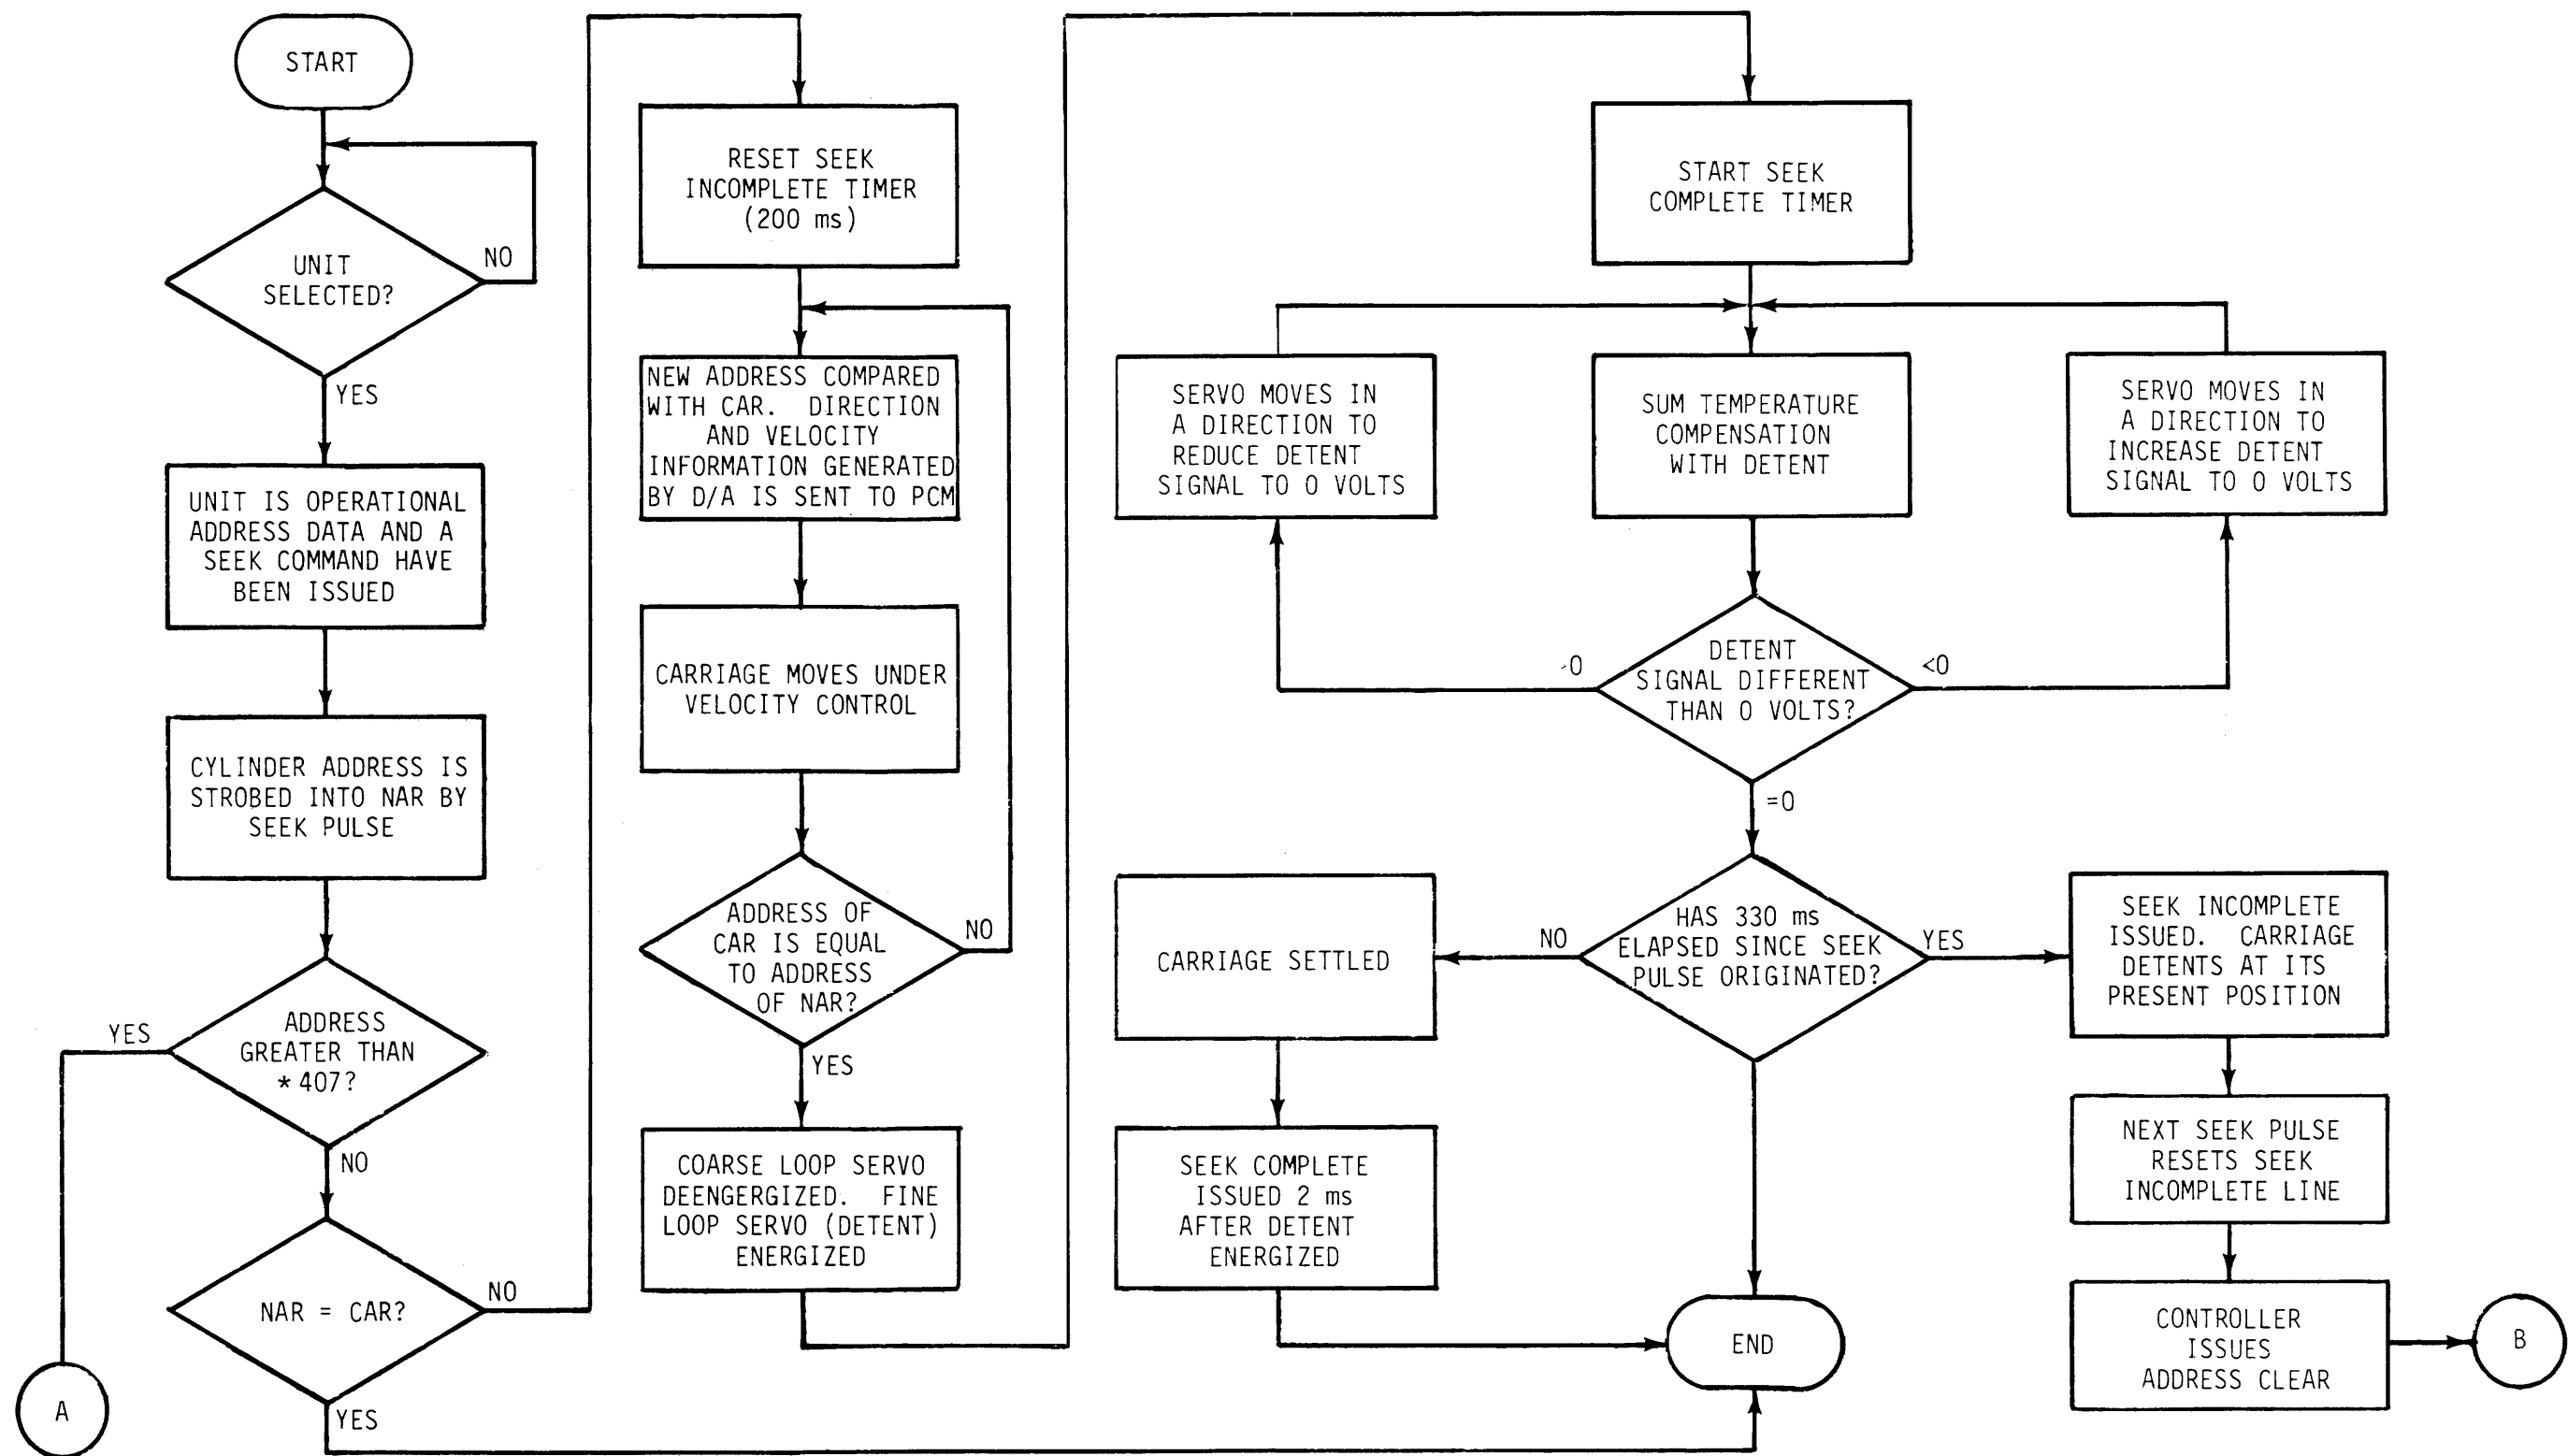 START
UNIT
SELECTED?
NO
YES
UNIT IS OPERATIONAL
ADDRESS DATA AND A
SEEK COMMAND HAVE
BEEN ISSUED
CYLINDER ADDRESS IS
STROBED INTO NAR BY
SEEK PULSE
ADDRESS
GREATER THAN
*407?
YES
NO
A
NAR = CAR?
NO
YES
RESET SEEK
INCOMPLETE TIMER
(200 ms)
NEW ADDRESS COMPARED
WITH CAR. DIRECTION
AND VELOCITY
INFORMATION GENERATED
BY D/A IS SENT TO PCM
CARRIAGE MOVES UNDER
VELOCITY CONTROL
ADDRESS OF
CAR IS EQUAL
TO ADDRESS
OF NAR?
NO
YES
COARSE LOOP SERVO
DEENGERGIZED. FINE
LOOP SERVO (DETENT)
ENERGIZED
START SEEK
COMPLETE TIMER
SERVO MOVES IN
A DIRECTION TO
REDUCE DETENT
SIGNAL TO 0 VOLTS
SUM TEMPERATURE
COMPENSATION
WITH DETENT
SERVO MOVES IN
A DIRECTION TO
INCREASE DETENT
SIGNAL TO 0 VOLTS
DETENT
SIGNAL DIFFERENT
THAN 0 VOLTS?
0
<0
=0
HAS 330 ms
ELAPSED SINCE SEEK
PULSE ORIGINATED?
NO
YES
CARRIAGE SETTLED
SEEK COMPLETE
ISSUED 2 ms
AFTER DETENT
ENERGIZED
SEEK INCOMPLETE
ISSUED. CARRIAGE
DETENTS AT ITS
PRESENT POSITION
NEXT SEEK PULSE
RESETS SEEK
INCOMPLETE LINE
CONTROLLER
ISSUES
ADDRESS CLEAR
B
END